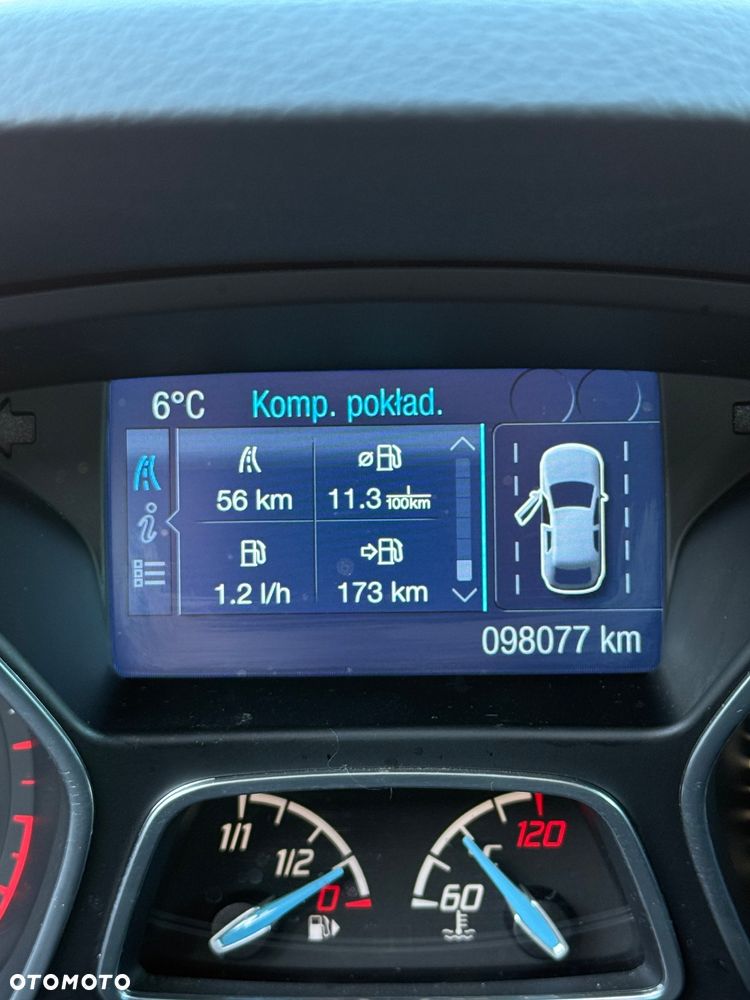 6°C Komp. pokład.
56 km
11.3 l/100km
1.2 l/h
173 km
098077 km
1/1
1/2
0
C
120
60
OTOMOTO